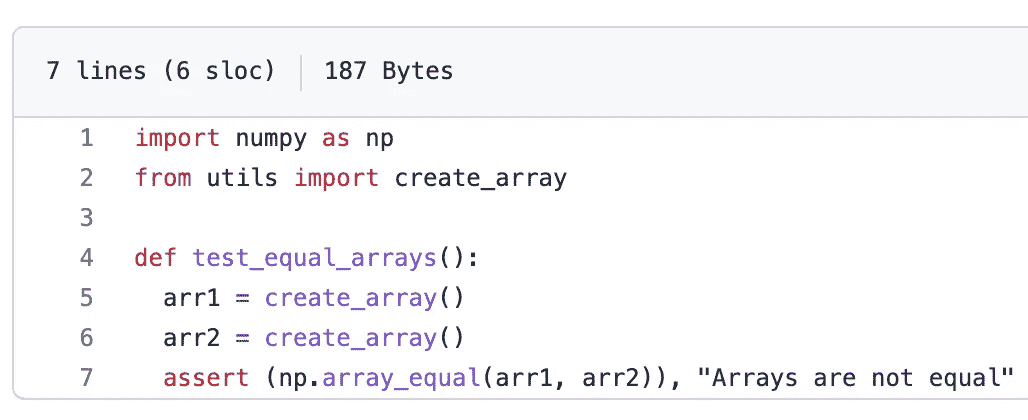 7 lines (6 sloc) 187 Bytes
1 import numpy as np
2 from utils import create_array
3
4 def test_equal_arrays():
5   arr1 = create_array()
6   arr2 = create_array()
7   assert (np.array_equal(arr1, arr2)), "Arrays are not equal"